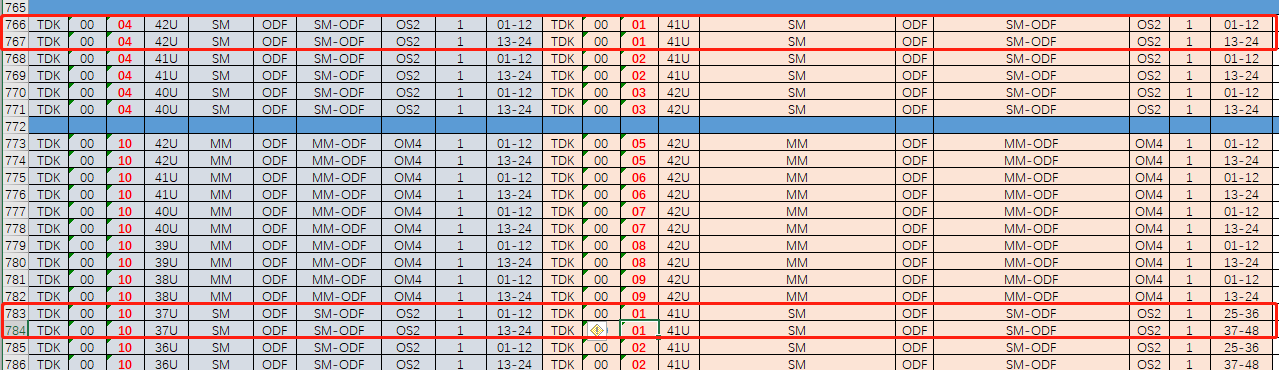 765
766 TDK 00 04 42U SM ODF SM-ODF OS2 1 01-12 TDK 00 01 41U SM ODF SM-ODF OS2 1 01-12
767 TDK 00 04 42U SM ODF SM-ODF OS2 1 13-24 TDK 00 01 41U SM ODF SM-ODF OS2 1 13-24
768 TDK 00 04 41U SM ODF SM-ODF OS2 1 01-12 TDK 00 02 41U SM ODF SM-ODF OS2 1 01-12
769 TDK 00 04 41U SM ODF SM-ODF OS2 1 13-24 TDK 00 02 41U SM ODF SM-ODF OS2 1 13-24
770 TDK 00 04 40U SM ODF SM-ODF OS2 1 01-12 TDK 00 03 42U SM ODF SM-ODF OS2 1 01-12
771 TDK 00 04 40U SM ODF SM-ODF OS2 1 13-24 TDK 00 03 42U SM ODF SM-ODF OS2 1 13-24
772
773 TDK 00 10 42U MM ODF MM-ODF OM4 1 01-12 TDK 00 05 42U MM ODF MM-ODF OM4 1 01-12
774 TDK 00 10 42U MM ODF MM-ODF OM4 1 13-24 TDK 00 05 42U MM ODF MM-ODF OM4 1 13-24
775 TDK 00 10 41U MM ODF MM-ODF OM4 1 01-12 TDK 00 06 42U MM ODF MM-ODF OM4 1 01-12
776 TDK 00 10 41U MM ODF MM-ODF OM4 1 13-24 TDK 00 06 42U MM ODF MM-ODF OM4 1 13-24
777 TDK 00 10 40U MM ODF MM-ODF OM4 1 01-12 TDK 00 07 42U MM ODF MM-ODF OM4 1 01-12
778 TDK 00 10 40U MM ODF MM-ODF OM4 1 13-24 TDK 00 07 42U MM ODF MM-ODF OM4 1 13-24
779 TDK 00 10 39U MM ODF MM-ODF OM4 1 01-12 TDK 00 08 42U MM ODF MM-ODF OM4 1 01-12
780 TDK 00 10 39U MM ODF MM-ODF OM4 1 13-24 TDK 00 08 42U MM ODF MM-ODF OM4 1 13-24
781 TDK 00 10 38U MM ODF MM-ODF OM4 1 01-12 TDK 00 09 42U MM ODF MM-ODF OM4 1 01-12
782 TDK 00 10 38U MM ODF MM-ODF OM4 1 13-24 TDK 00 09 42U MM ODF MM-ODF OM4 1 13-24
783 TDK 00 10 37U SM ODF SM-ODF OS2 1 01-12 TDK 00 01 41U SM ODF SM-ODF OS2 1 25-36
784 TDK 00 10 37U SM ODF SM-ODF OS2 1 13-24 TDK 01 41U SM ODF SM-ODF OS2 1 37-48
785 TDK 00 10 36U SM ODF SM-ODF OS2 1 01-12 TDK 00 02 41U SM ODF SM-ODF OS2 1 25-36
786 TDK 00 10 36U SM ODF SM-ODF OS2 1 13-24 TDK 00 02 41U SM ODF SM-ODF OS2 1 37-48